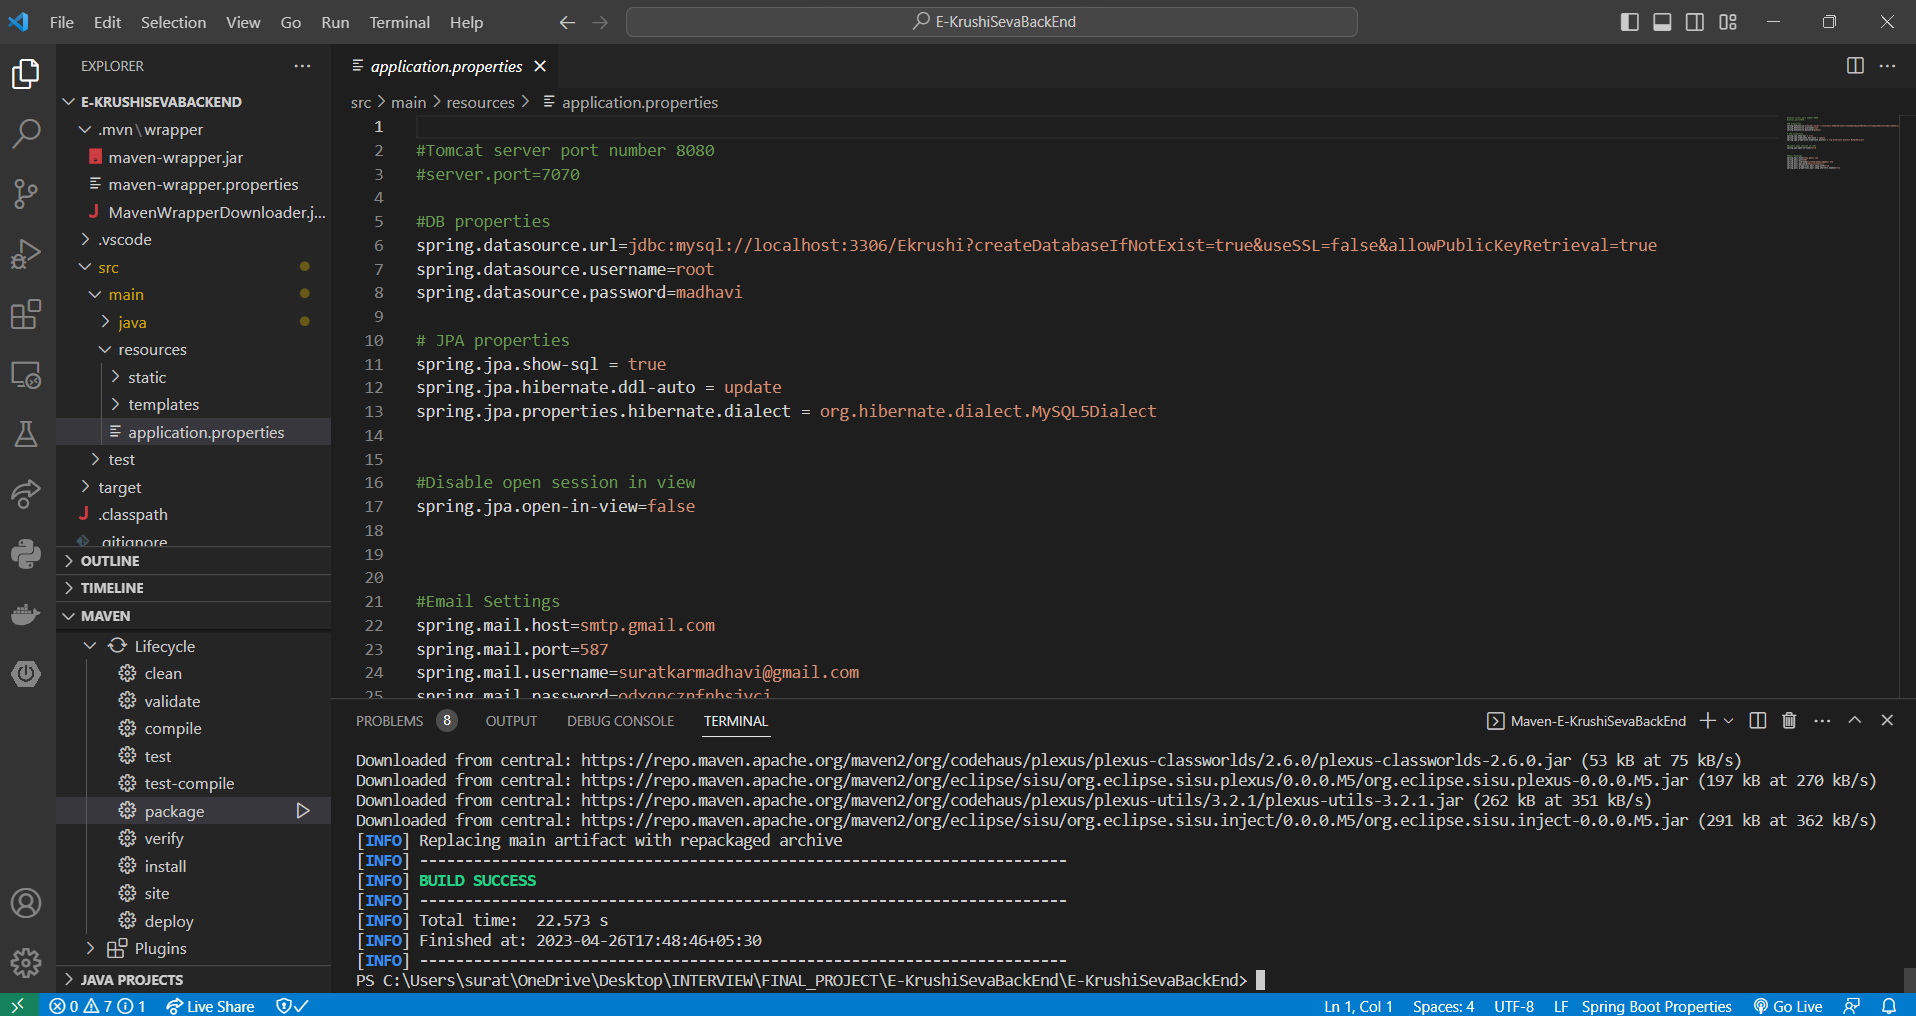 File Edit Selection View Go Run Terminal Help
E-KrushiSevaBackEnd
EXPLORER
E-KRUSHISEVABACKEND
.mvn\wrapper
maven-wrapper.jar
maven-wrapper.properties
MavenWrapperDownloader.j...
.vscode
src
main
java
resources
static
templates
application.properties
test
target
.classpath
.gitignore
OUTLINE
TIMELINE
MAVEN
Lifecycle
clean
validate
compile
test
test-compile
package
verify
install
site
deploy
Plugins
JAVA PROJECTS
application.properties
src > main > resources > application.properties
1
2 #Tomcat server port number 8080
3 #server.port=7070
4
5 #DB properties
6 spring.datasource.url=jdbc:mysql://localhost:3306/Ekrushi?createDatabaseIfNotExist=true&useSSL=false&allowPublicKeyRetrieval=true
7 spring.datasource.username=root
8 spring.datasource.password=madhavi
9
10 # JPA properties
11 spring.jpa.show-sql = true
12 spring.jpa.hibernate.ddl-auto = update
13 spring.jpa.properties.hibernate.dialect = org.hibernate.dialect.MySQL5Dialect
14
15
16 #Disable open session in view
17 spring.jpa.open-in-view=false
18
19
20
21 #Email Settings
22 spring.mail.host=smtp.gmail.com
23 spring.mail.port=587
24 spring.mail.username=suratkarmadhavi@gmail.com
25
PROBLEMS 8 OUTPUT DEBUG CONSOLE TERMINAL
Maven-E-KrushiSevaBackEnd
Downloaded from central: https://repo.maven.apache.org/maven2/org/codehaus/plexus/plexus-classworlds/2.6.0/plexus-classworlds-2.6.0.jar (53 kB at 75 kB/s)
Downloaded from central: https://repo.maven.apache.org/maven2/org/eclipse/sisu/org.eclipse.sisu.plexus/0.0.0.M5/org.eclipse.sisu.plexus-0.0.0.M5.jar (197 kB at 270 kB/s)
Downloaded from central: https://repo.maven.apache.org/maven2/org/codehaus/plexus/plexus-utils/3.2.1/plexus-utils-3.2.1.jar (262 kB at 351 kB/s)
Downloaded from central: https://repo.maven.apache.org/maven2/org/eclipse/sisu/org.eclipse.sisu.inject/0.0.0.M5/org.eclipse.sisu.inject-0.0.0.M5.jar (291 kB at 362 kB/s)
[INFO] Replacing main artifact with repackaged archive
[INFO] ------------------------------------------------------------------------
[INFO] BUILD SUCCESS
[INFO] ------------------------------------------------------------------------
[INFO] Total time:  22.573 s
[INFO] Finished at: 2023-04-26T17:48:46+05:30
[INFO] ------------------------------------------------------------------------
PS C:\Users\surat\OneDrive\Desktop\INTERVIEW\FINAL_PROJECT\E-KrushiSevaBackEnd\E-KrushiSevaBackEnd>
0 7 1 Live Share
Ln 1, Col 1 Spaces: 4 UTF-8 LF Spring Boot Properties Go Live